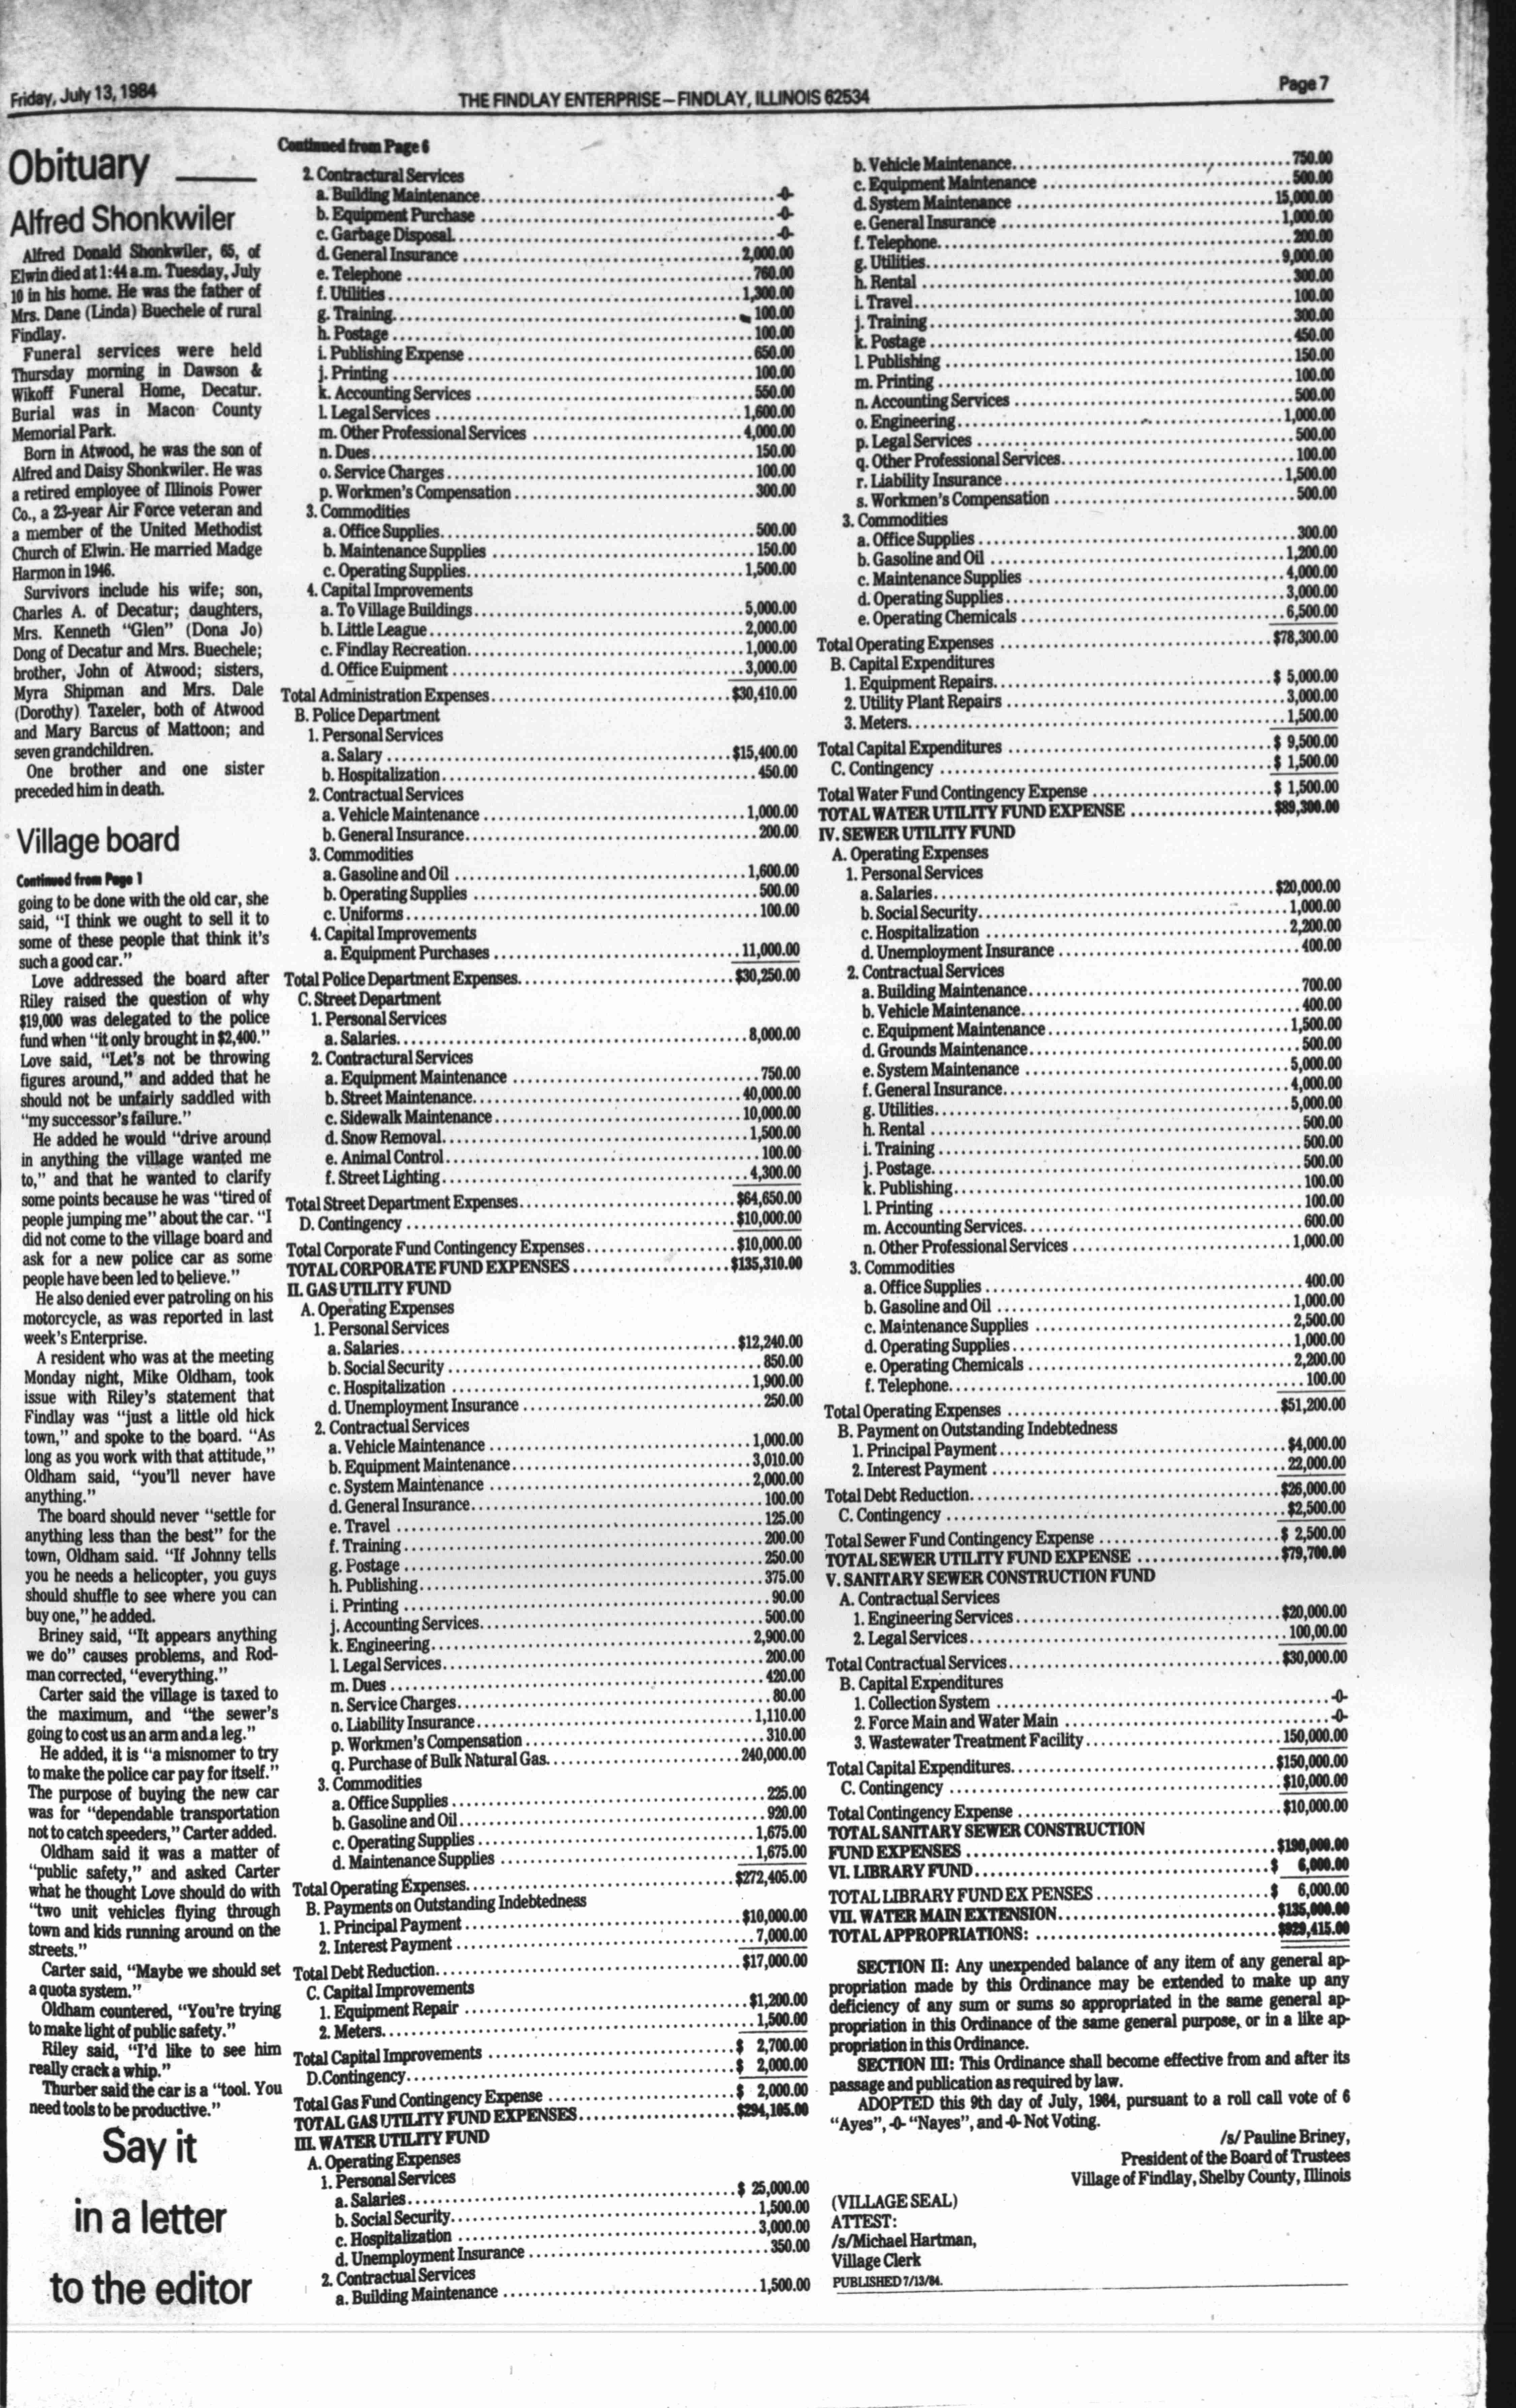 Friday, July 13, 1984
THE FINDLAY ENTERPRISE—FINDLAY, ILLINOIS 62534
Page 7
Obituary
Alfred Shonkwiler
Alfred Donald Shonkwiler, 65, of
Elwin died at 1:44 a.m. Tuesday, July
10 in his home. He was the father of
Mrs. Dane (Linda) Buechele of rural
Findlay.
Funeral services were held
Thursday morning in Dawson &
Wikoff Funeral Home, Decatur.
Burial was in Macon County
Memorial Park.
Born in Atwood, he was the son of
Alfred and Daisy Shonkwiler. He was
a retired employee of Illinois Power
Co., a 23-year Air Force veteran and
a member of the United Methodist
Church of Elwin. He married Madge
Harmon in 1946.
Survivors include his wife; son,
Charles A. of Decatur; daughters,
Mrs. Kenneth "Glen" (Dona Jo)
Dong of Decatur and Mrs. Buechele;
brother, John of Atwood; sisters,
Myra Shipman and Mrs. Dale
(Dorothy) Taxeler, both of Atwood
and Mary Barcus of Mattoon; and
seven grandchildren.
One brother and one sister
preceded him in death.
Village board
Continued from Page 1
going to be done with the old car, she
said, "I think we ought to sell it to
some of these people that think it's
such a good car."
Love addressed the board after
Riley raised the question of why
$19,000 was delegated to the police
fund when "it only brought in $2,400."
Love said, "Let's not be throwing
figures around," and added that he
should not be unfairly saddled with
"my successor's failure."
He added he would "drive around
in anything the village wanted me
to," and that he wanted to clarify
some points because he was "tired of
people jumping me" about the car. "I
did not come to the village board and
ask for a new police car as some
people have been led to believe."
He also denied ever patroling on his
motorcycle, as was reported in last
week's Enterprise.
A resident who was at the meeting
Monday night, Mike Oldham, took
issue with Riley's statement that
Findlay was "just a little old hick
town," and spoke to the board. "As
long as you work with that attitude,"
Oldham said, "you'll never have
anything."
The board should never "settle for
anything less than the best" for the
town, Oldham said. "If Johnny tells
you he needs a helicopter, you guys
should shuffle to see where you can
buy one," he added.
Briney said, "It appears anything
we do" causes problems, and Rod-
man corrected, "everything."
Carter said the village is taxed to
the maximum, and "the sewer's
going to cost us an arm and a leg."
He added, it is "a misnomer to try
to make the police car pay for itself."
The purpose of buying the new car
was for "dependable transportation
not to catch speeders," Carter added.
Oldham said it was a matter of
"public safety," and asked Carter
what he thought Love should do with
"two unit vehicles flying through
town and kids running around on the
streets."
Carter said, "Maybe we should set
a quota system."
Oldham countered, "You're trying
to make light of public safety."
Riley said, "I'd like to see him
really crack a whip."
Thurber said the car is a "tool. You
need tools to be productive."
Say it
in a letter
to the editor
Continued from Page 6
2. Contractural Services
a. Building Maintenance -0-
b. Equipment Purchase -0-
c. Garbage Disposal -0-
d. General Insurance 2,000.00
e. Telephone 760.00
f. Utilities 1,300.00
g. Training 100.00
h. Postage 100.00
i. Publishing Expense 650.00
j. Printing 100.00
k. Accounting Services 550.00
l. Legal Services 1,600.00
m. Other Professional Services 4,000.00
n. Dues 150.00
o. Service Charges 100.00
p. Workmen's Compensation 300.00
3. Commodities
a. Office Supplies 500.00
b. Maintenance Supplies 150.00
c. Operating Supplies 1,500.00
4. Capital Improvements
a. To Village Buildings 5,000.00
b. Little League 2,000.00
c. Findlay Recreation 1,000.00
d. Office Euipment 3,000.00
Total Administration Expenses $30,410.00
B. Police Department
1. Personal Services
a. Salary $15,400.00
b. Hospitalization 450.00
2. Contractual Services
a. Vehicle Maintenance 1,000.00
b. General Insurance 200.00
3. Commodities
a. Gasoline and Oil 1,600.00
b. Operating Supplies 500.00
c. Uniforms 100.00
4. Capital Improvements
a. Equipment Purchases 11,000.00
Total Police Department Expenses $30,250.00
C. Street Department
1. Personal Services
a. Salaries 8,000.00
2. Contractural Services
a. Equipment Maintenance 750.00
b. Street Maintenance 40,000.00
c. Sidewalk Maintenance 10,000.00
d. Snow Removal 1,500.00
e. Animal Control 100.00
f. Street Lighting 4,300.00
Total Street Department Expenses $64,650.00
D. Contingency $10,000.00
Total Corporate Fund Contingency Expenses $10,000.00
TOTAL CORPORATE FUND EXPENSES $135,310.00
II. GAS UTILITY FUND
A. Operating Expenses
1. Personal Services
a. Salaries $12,240.00
b. Social Security 850.00
c. Hospitalization 1,900.00
d. Unemployment Insurance 250.00
2. Contractual Services
a. Vehicle Maintenance 1,000.00
b. Equipment Maintenance 3,010.00
c. System Maintenance 2,000.00
d. General Insurance 100.00
e. Travel 125.00
f. Training 200.00
g. Postage 250.00
h. Publishing 375.00
i. Printing 90.00
j. Accounting Services 500.00
k. Engineering 2,900.00
l. Legal Services 200.00
m. Dues 420.00
n. Service Charges 80.00
o. Liability Insurance 1,110.00
p. Workmen's Compensation 310.00
q. Purchase of Bulk Natural Gas 240,000.00
3. Commodities
a. Office Supplies 225.00
b. Gasoline and Oil 920.00
c. Operating Supplies 1,675.00
d. Maintenance Supplies 1,675.00
Total Operating Expenses $272,405.00
B. Payments on Outstanding Indebtedness
1. Principal Payment $10,000.00
2. Interest Payment 7,000.00
Total Debt Reduction $17,000.00
C. Capital Improvements
1. Equipment Repair $1,200.00
2. Meters 1,500.00
Total Capital Improvements $ 2,700.00
D. Contingency $ 2,000.00
Total Gas Fund Contingency Expense $ 2,000.00
TOTAL GAS UTILITY FUND EXPENSES $294,105.00
III. WATER UTILITY FUND
A. Operating Expenses
1. Personal Services
a. Salaries $ 25,000.00
b. Social Security 1,500.00
c. Hospitalization 3,000.00
d. Unemployment Insurance 350.00
2. Contractual Services
a. Building Maintenance 1,500.00
b. Vehicle Maintenance 750.00
c. Equipment Maintenance 500.00
d. System Maintenance 15,000.00
e. General Insurance 1,000.00
f. Telephone 200.00
g. Utilities 9,000.00
h. Rental 300.00
i. Travel 100.00
j. Training 300.00
k. Postage 450.00
l. Publishing 150.00
m. Printing 100.00
n. Accounting Services 500.00
o. Engineering 1,000.00
p. Legal Services 500.00
q. Other Professional Services 100.00
r. Liability Insurance 1,500.00
s. Workmen's Compensation 500.00
3. Commodities
a. Office Supplies 300.00
b. Gasoline and Oil 1,200.00
c. Maintenance Supplies 4,000.00
d. Operating Supplies 3,000.00
e. Operating Chemicals 6,500.00
Total Operating Expenses $78,300.00
B. Capital Expenditures
1. Equipment Repairs $ 5,000.00
2. Utility Plant Repairs 3,000.00
3. Meters 1,500.00
Total Capital Expenditures $ 9,500.00
C. Contingency $ 1,500.00
Total Water Fund Contingency Expense $ 1,500.00
TOTAL WATER UTILITY FUND EXPENSE $89,300.00
IV. SEWER UTILITY FUND
A. Operating Expenses
1. Personal Services
a. Salaries $20,000.00
b. Social Security 1,000.00
c. Hospitalization 2,200.00
d. Unemployment Insurance 400.00
2. Contractual Services
a. Building Maintenance 700.00
b. Vehicle Maintenance 400.00
c. Equipment Maintenance 1,500.00
d. Grounds Maintenance 500.00
e. System Maintenance 5,000.00
f. General Insurance 4,000.00
g. Utilities 5,000.00
h. Rental 500.00
i. Training 500.00
j. Postage 500.00
k. Publishing 100.00
l. Printing 100.00
m. Accounting Services 600.00
n. Other Professional Services 1,000.00
3. Commodities
a. Office Supplies 400.00
b. Gasoline and Oil 1,000.00
c. Maintenance Supplies 2,500.00
d. Operating Supplies 1,000.00
e. Operating Chemicals 2,200.00
f. Telephone 100.00
Total Operating Expenses $51,200.00
B. Payment on Outstanding Indebtedness
1. Principal Payment $4,000.00
2. Interest Payment 22,000.00
Total Debt Reduction $26,000.00
C. Contingency $2,500.00
Total Sewer Fund Contingency Expense $ 2,500.00
TOTAL SEWER UTILITY FUND EXPENSE $79,700.00
V. SANITARY SEWER CONSTRUCTION FUND
A. Contractual Services
1. Engineering Services $20,000.00
2. Legal Services 100,00.00
Total Contractual Services $30,000.00
B. Capital Expenditures
1. Collection System -0-
2. Force Main and Water Main -0-
3. Wastewater Treatment Facility 150,000.00
Total Capital Expenditures $150,000.00
C. Contingency $10,000.00
Total Contingency Expense $10,000.00
TOTAL SANITARY SEWER CONSTRUCTION
FUND EXPENSES $190,000.00
VI. LIBRARY FUND $ 6,000.00
TOTAL LIBRARY FUND EX PENSES $ 6,000.00
VII. WATER MAIN EXTENSION $135,000.00
TOTAL APPROPRIATIONS: $929,415.00
SECTION II: Any unexpended balance of any item of any general ap-
propriation made by this Ordinance may be extended to make up any
deficiency of any sum or sums so appropriated in the same general ap-
propriation in this Ordinance of the same general purpose, or in a like ap-
propriation in this Ordinance.
SECTION III: This Ordinance shall become effective from and after its
passage and publication as required by law.
ADOPTED this 9th day of July, 1984, pursuant to a roll call vote of 6
"Ayes", -0- "Nayes", and -0- Not Voting.
/s/ Pauline Briney,
President of the Board of Trustees
Village of Findlay, Shelby County, Illinois
(VILLAGE SEAL)
ATTEST:
/s/Michael Hartman,
Village Clerk
PUBLISHED 7/13/84.